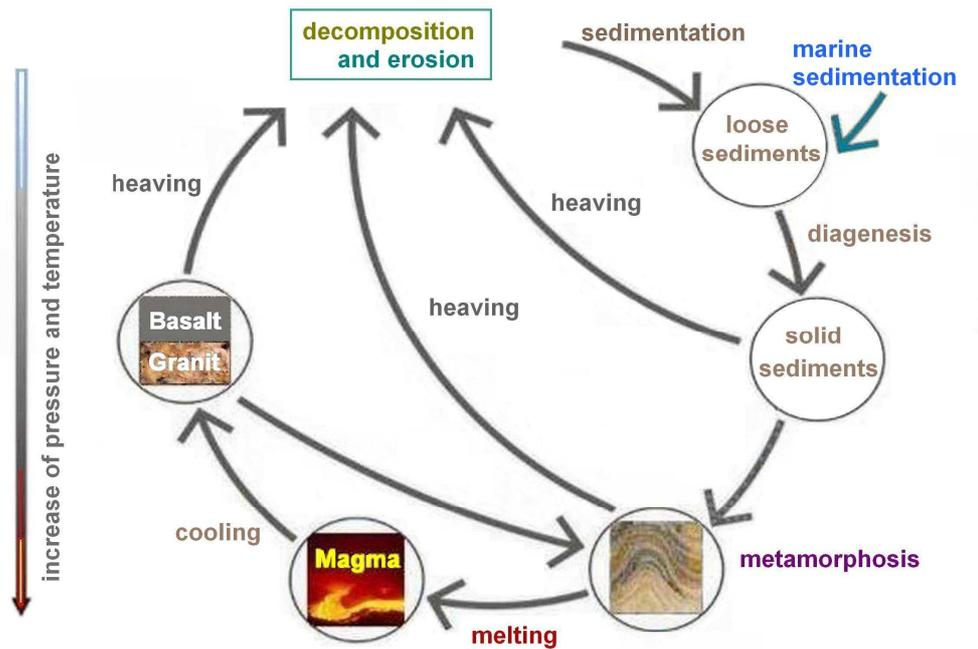 decomposition
and erosion
sedimentation
marine
sedimentation
loose
sediments
heaving
heaving
diagenesis
heaving
increase of pressure and temperature
Basalt
Granit
solid
sediments
cooling
Magma
metamorphosis
melting